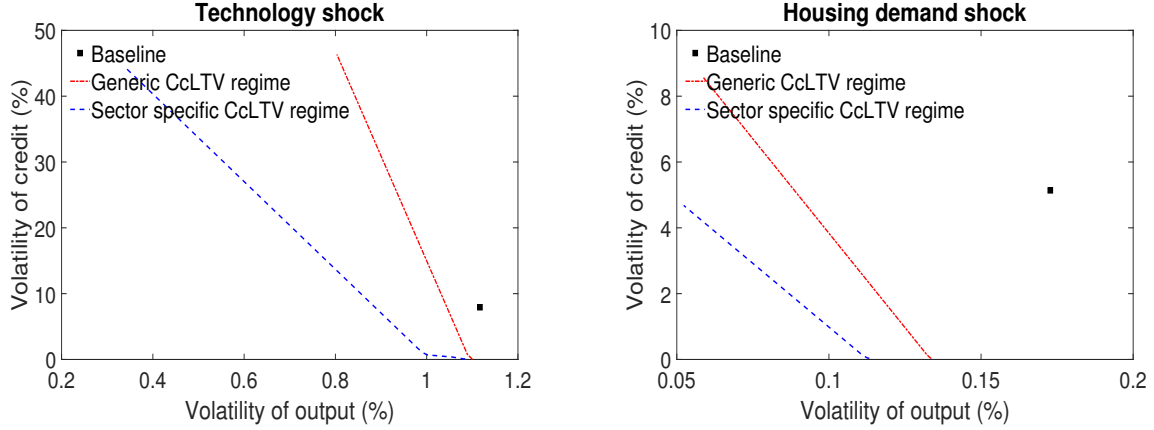 Technology shock
50
40
30
20
10
0
Volatility of credit (%)
Baseline
Generic CcLTV regime
Sector specific CcLTV regime
0.2 0.4 0.6 0.8 1 1.2
Volatility of output (%)
Housing demand shock
10
8
6
4
2
0
Volatility of credit (%)
Baseline
Generic CcLTV regime
Sector specific CcLTV regime
0.05 0.1 0.15 0.2
Volatility of output (%)